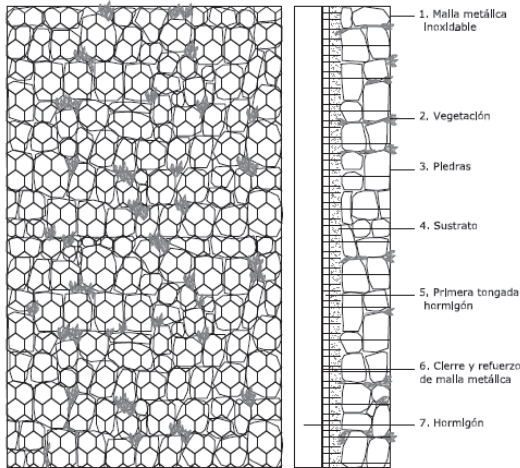 1. Malla metálica
inoxidable
2. Vegetación
3. Piedras
4. Sustrato
5. Primera tongada
hormigón
6. Cierre y refuerzo
de malla metálica
7. Hormigón